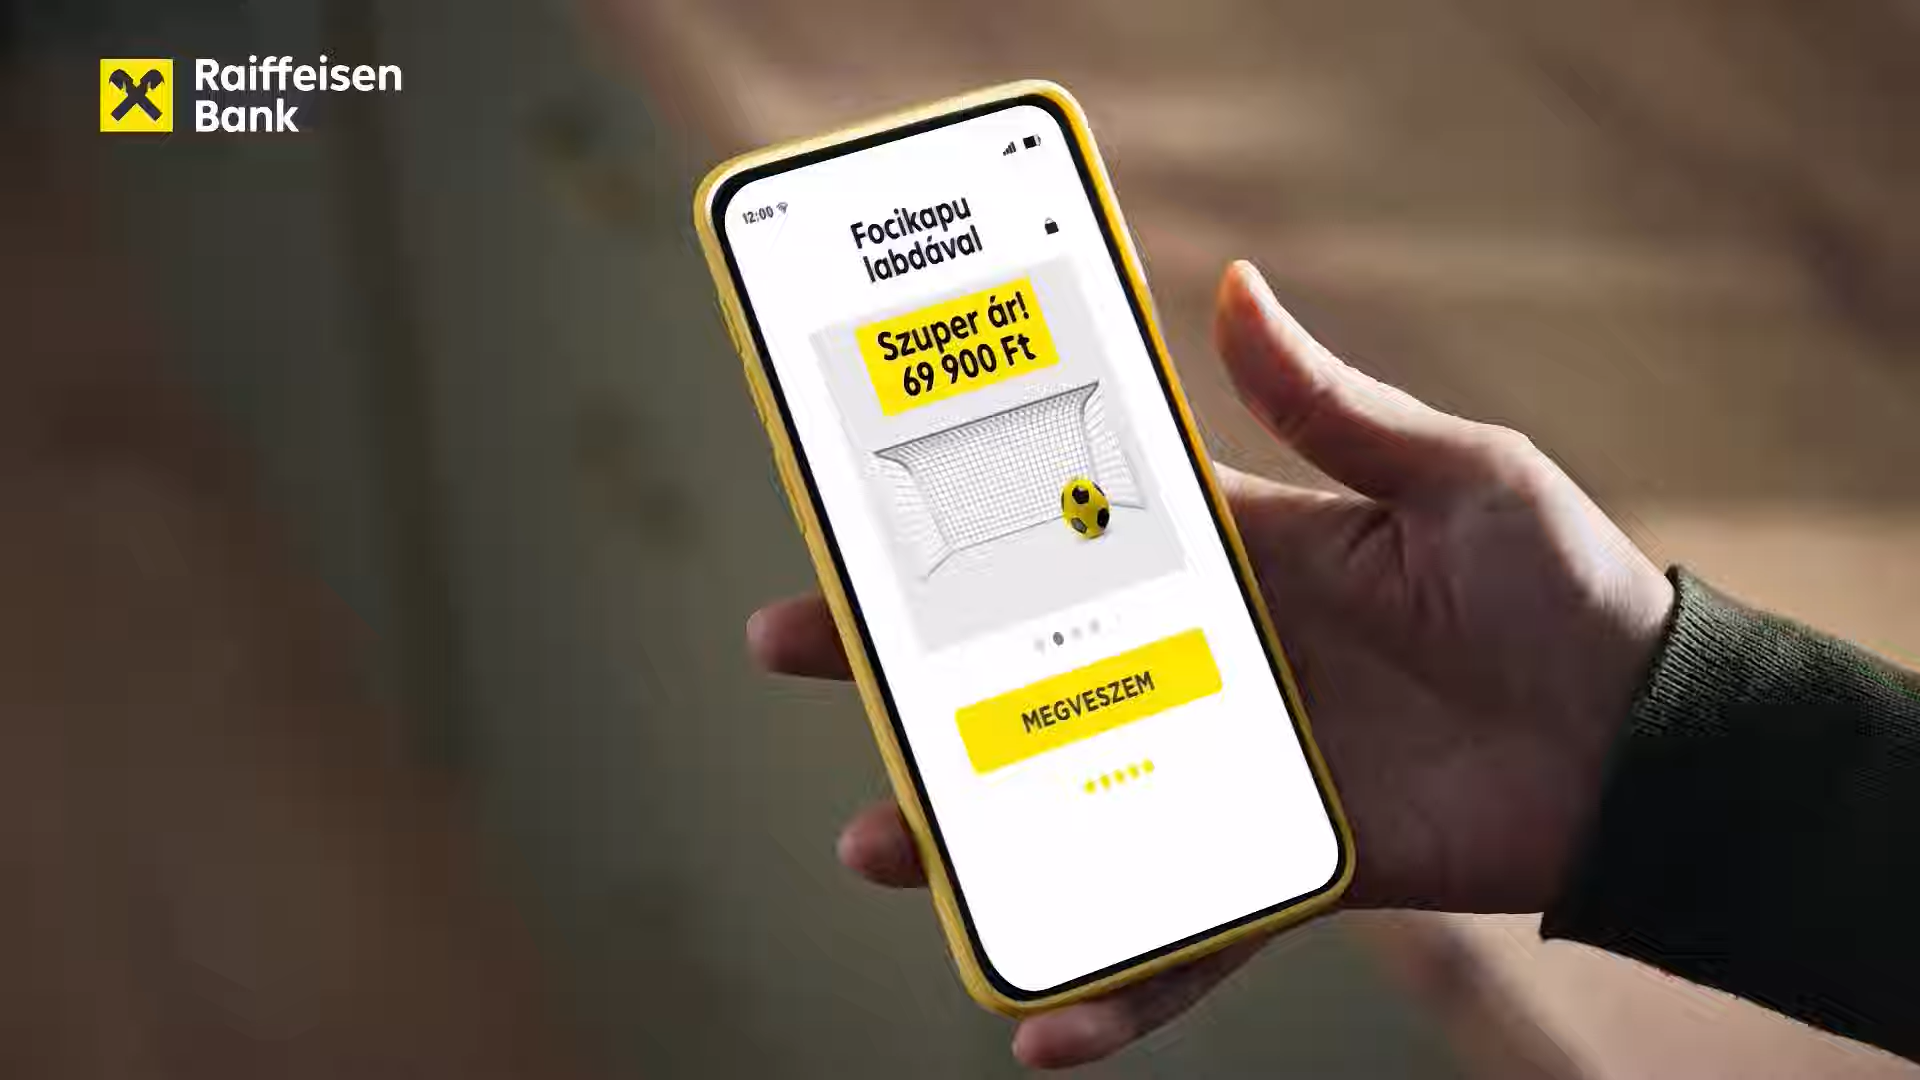 Raiffeisen
Bank
12:00
Focikapu
labdával
Szuper ár!
69 900 Ft
MEGVESZEM